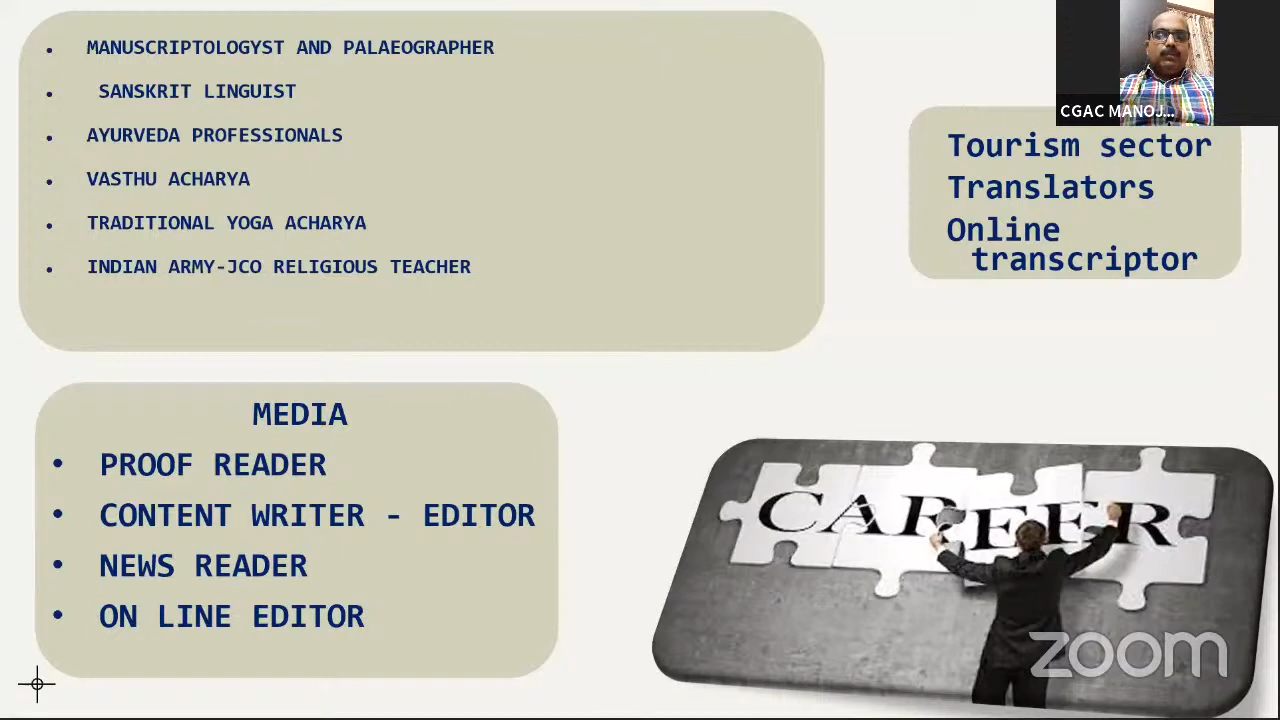 MANUSCRIPTOLOGYST AND PALAEOGRAPHER
SANSKRIT LINGUIST
AYURVEDA PROFESSIONALS
VASTHU ACHARYA
TRADITIONAL YOGA ACHARYA
INDIAN ARMY-JCO RELIGIOUS TEACHER
CGAC MANOJ...
Tourism sector
Translators
Online
transcriptor
MEDIA
PROOF READER
CONTENT WRITER - EDITOR
NEWS READER
ON LINE EDITOR
CAREER
zoom